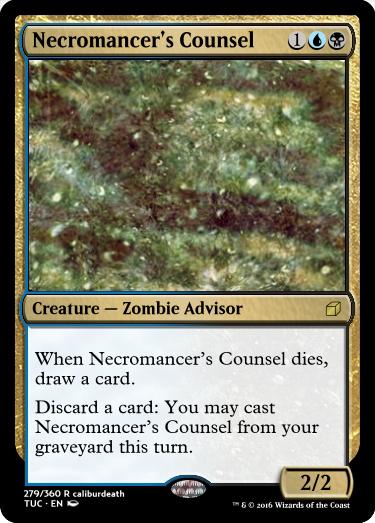 Necromancer's Counsel 1
Creature — Zombie Advisor
When Necromancer's Counsel dies,
draw a card.
Discard a card: You may cast
Necromancer's Counsel from your
graveyard this turn.
2/2
279/360 R caliburdeath
TUC • EN
™ & © 2016 Wizards of the Coast